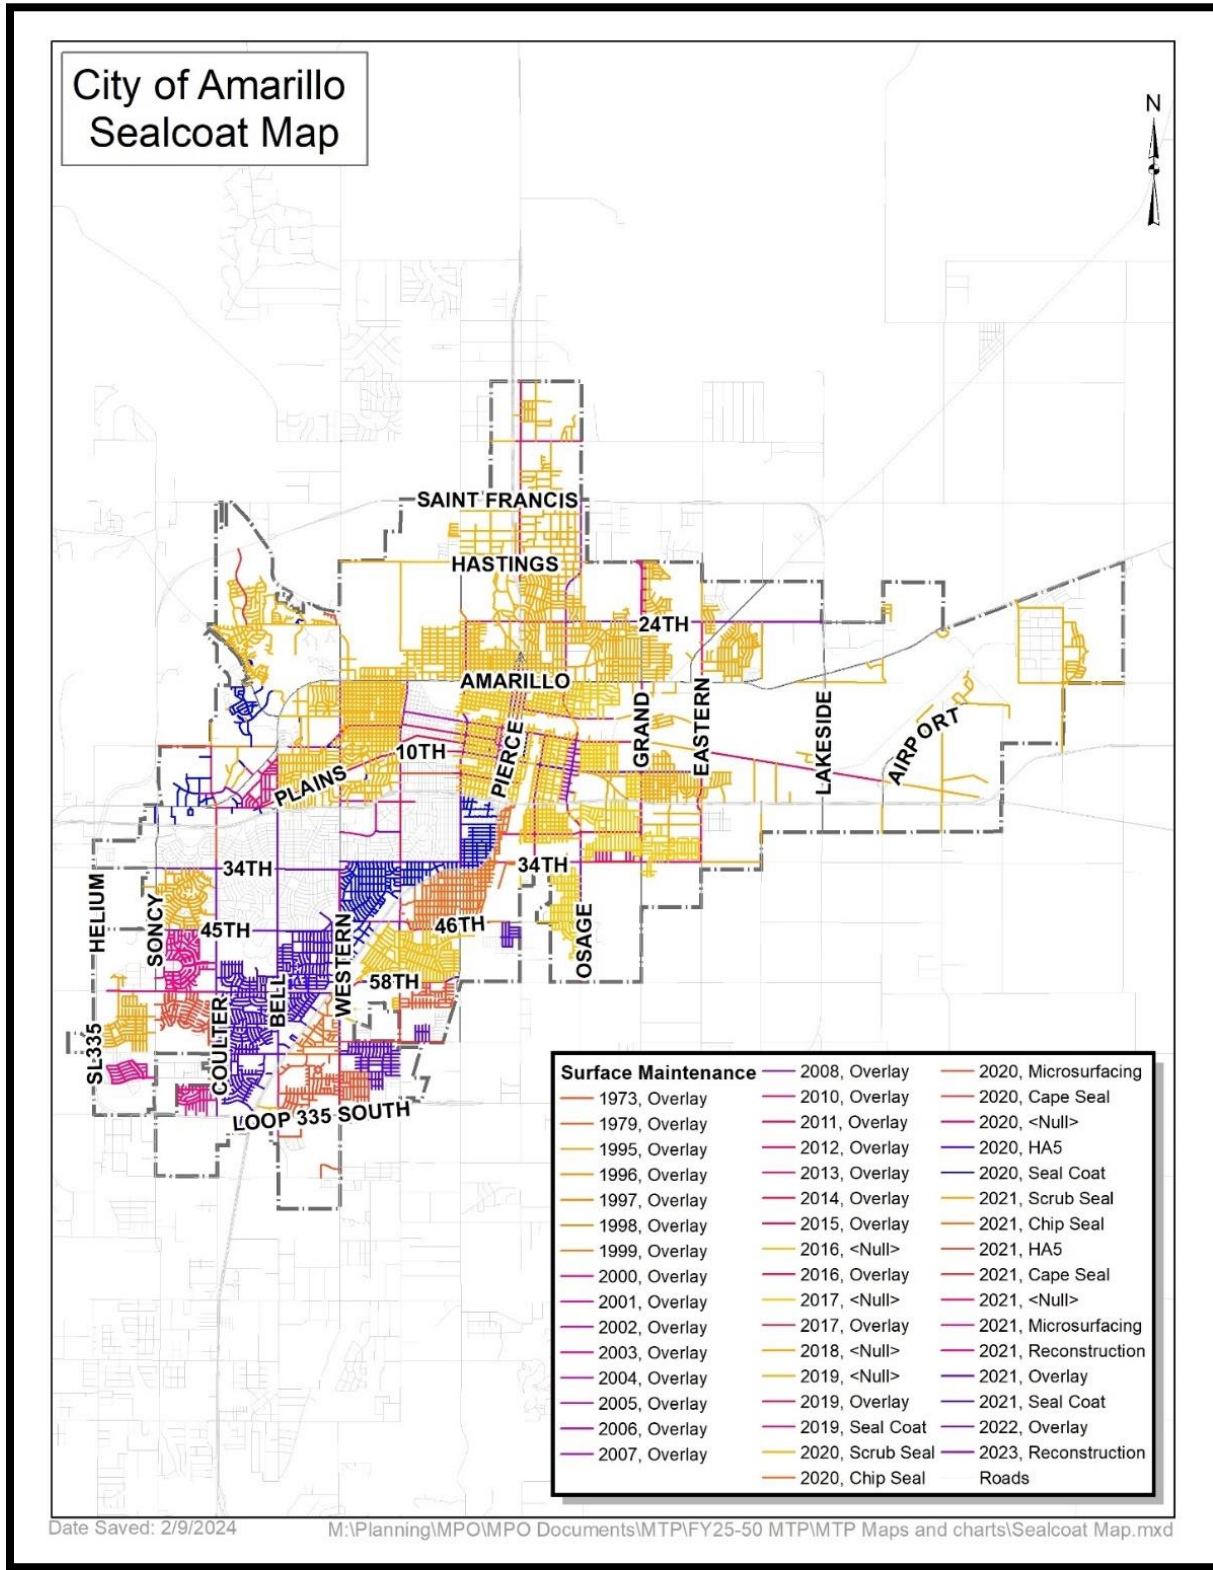 City of Amarillo
Sealcoat Map
N
SAINT FRANCIS
HASTINGS
24TH
AMARILLO
GRAND
EASTERN
LAKESIDE
AIRPORT
PIERCE
10TH
PLAINS
34TH
34TH
HELIUM
SONCY
45TH
WESTERN
46TH
OSAGE
BELL
58TH
COULTER
SL335
LOOP 335 SOUTH
Surface Maintenance
1973, Overlay
1979, Overlay
1995, Overlay
1996, Overlay
1997, Overlay
1998, Overlay
1999, Overlay
2000, Overlay
2001, Overlay
2002, Overlay
2003, Overlay
2004, Overlay
2005, Overlay
2006, Overlay
2007, Overlay
2008, Overlay
2010, Overlay
2011, Overlay
2012, Overlay
2013, Overlay
2014, Overlay
2015, Overlay
2016, <Null>
2016, Overlay
2017, <Null>
2017, Overlay
2018, <Null>
2019, <Null>
2019, Overlay
2019, Seal Coat
2020, Scrub Seal
2020, Chip Seal
2020, Microsurfacing
2020, Cape Seal
2020, <Null>
2020, HA5
2020, Seal Coat
2021, Scrub Seal
2021, Chip Seal
2021, HA5
2021, Cape Seal
2021, <Null>
2021, Microsurfacing
2021, Reconstruction
2021, Overlay
2021, Seal Coat
2022, Overlay
2023, Reconstruction
Roads
Date Saved: 2/9/2024
M:\Planning\MPO\MPO Documents\MTP\FY25-50 MTP\MTP Maps and charts\Sealcoat Map.mxd